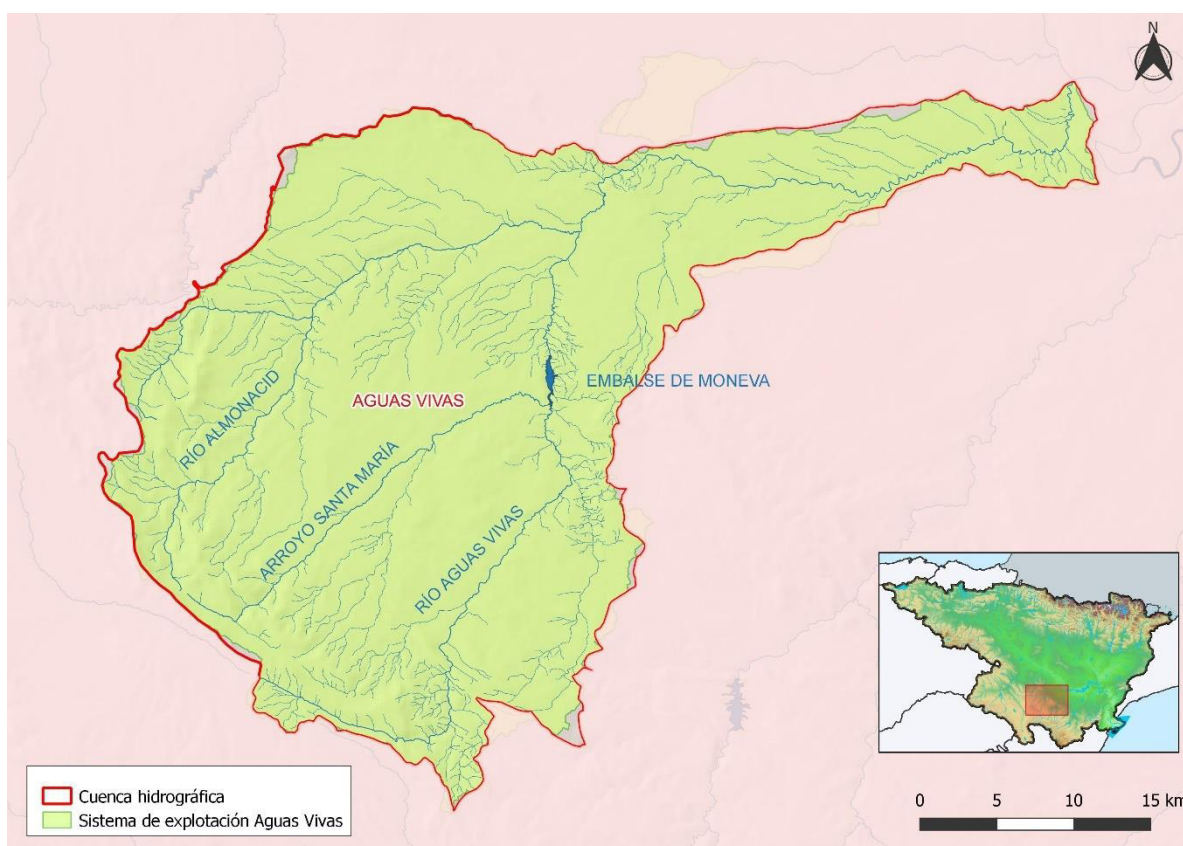 N
EMBALSE DE MONEVA
AGUAS VIVAS
RÍO ALMONACID
ARROYO SANTA MARÍA
RÍO AGUAS VIVAS
Cuenca hidrográfica
Sistema de explotación Aguas Vivas
0 5 10 15 km